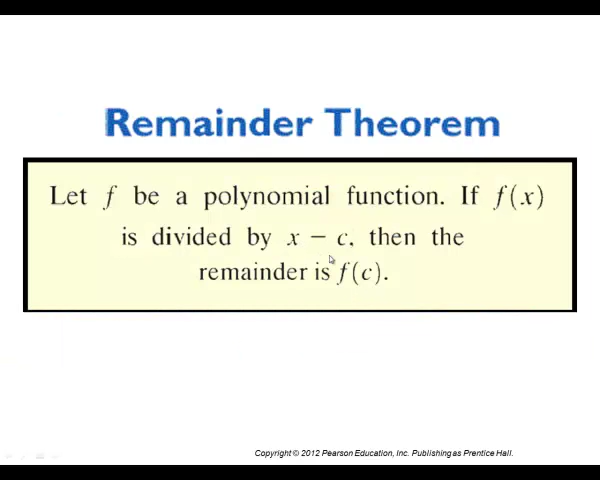 Remainder Theorem
Let f be a polynomial function. If f(x)
is divided by x − c, then the
remainder is f(c).
Copyright © 2012 Pearson Education, Inc. Publishing as Prentice Hall.